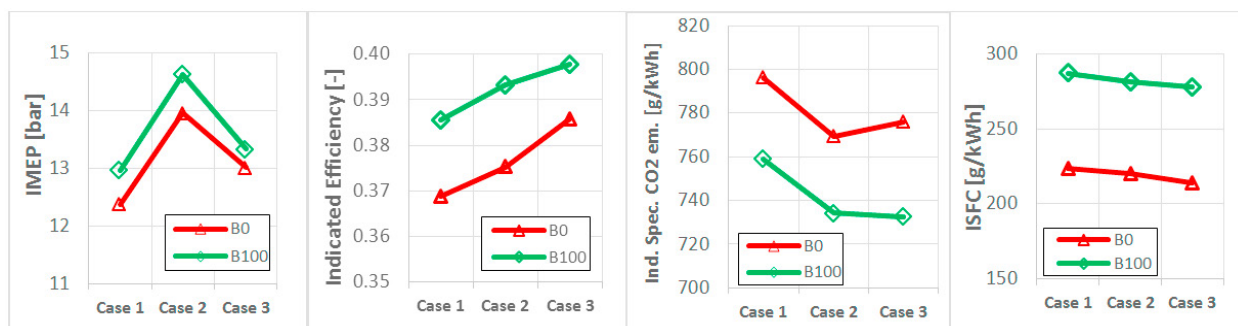 IMEP [bar]
15
14
13
12
11
B0
B100
Case 1 Case 2 Case 3
Indicated Efficiency [-]
0.40
0.39
0.38
0.37
0.36
0.35
B0
B100
Case 1 Case 2 Case 3
Ind. Spec. CO2 em. [g/kWh]
820
800
780
760
740
720
700
B0
B100
Case 1 Case 2 Case 3
ISFC [g/kWh]
300
250
200
150
B0
B100
Case 1 Case 2 Case 3